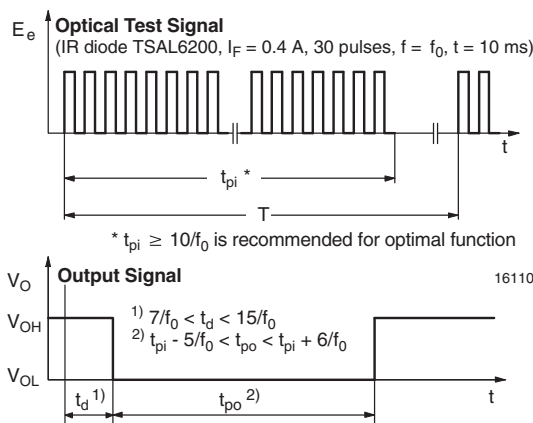 E_e Optical Test Signal
(IR diode TSAL6200, I_F = 0.4 A, 30 pulses, f = f_0, t = 10 ms)
t
t_pi *
T
* t_pi ≥ 10/f_0 is recommended for optimal function
V_O Output Signal 16110
V_OH 1) 7/f_0 < t_d < 15/f_0
2) t_pi - 5/f_0 < t_po < t_pi + 6/f_0
V_OL
t_d 1) t_po 2) t